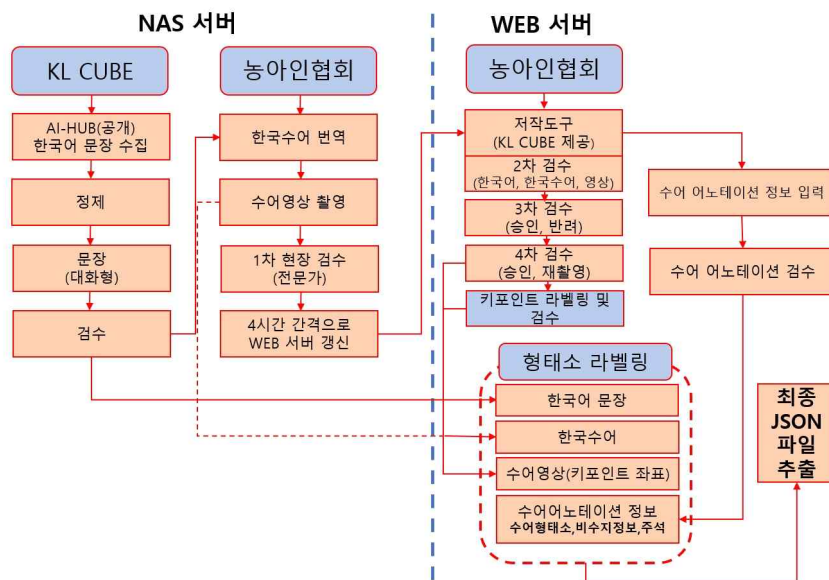 NAS 서버
KL CUBE
AI-HUB(공개)
한국어 문장 수집
정제
문장
(대화형)
검수
농아인협회
한국수어 번역
수어영상 촬영
1차 현장 검수
(전문가)
4시간 간격으로
WEB 서버 갱신
WEB 서버
농아인협회
저작도구
(KL CUBE 제공)
2차 검수
(한국어, 한국수어, 영상)
3차 검수
(승인, 반려)
4차 검수
(승인, 재촬영)
키포인트 라벨링 및
검수
수어 어노테이션 정보 입력
수어 어노테이션 검수
형태소 라벨링
한국어 문장
한국수어
수어영상(키포인트 좌표)
수어어노테이션 정보
수어형태소,비수지정보,주석
최종
JSON
파일
추출